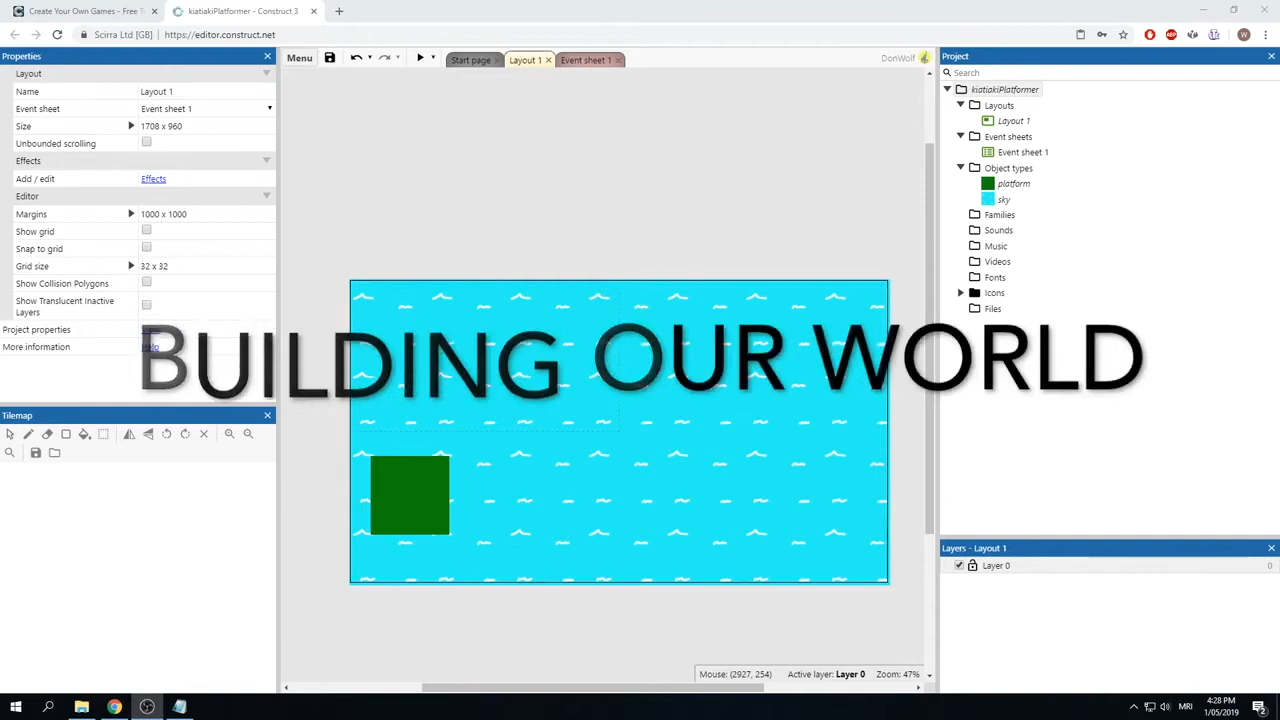 Create Your Own Games - Free T
kiatiakiPlatformer - Construct 3
Scirra Ltd [GB]
https://editor.construct.net
W
Properties
Layout
Name
Layout 1
Event sheet
Event sheet 1
Size
1708 x 960
Unbounded scrolling
Effects
Add / edit
Effects
Editor
Margins
1000 x 1000
Show grid
Snap to grid
Grid size
32 x 32
Show Collision Polygons
Show Translucent Inactive
Layers
Project properties
More information
Help
Tilemap
Menu
Start page
Layout 1
Event sheet 1
DonWolf
BUILDING OUR WORLD
Mouse: (2927, 254)
Active layer: Layer 0
Zoom: 47%
Project
Search
kiatiakiPlatformer
Layouts
Layout 1
Event sheets
Event sheet 1
Object types
platform
sky
Families
Sounds
Music
Videos
Fonts
Icons
Files
Layers - Layout 1
Layer 0
0
MRI
4:28 PM
1/05/2019
2